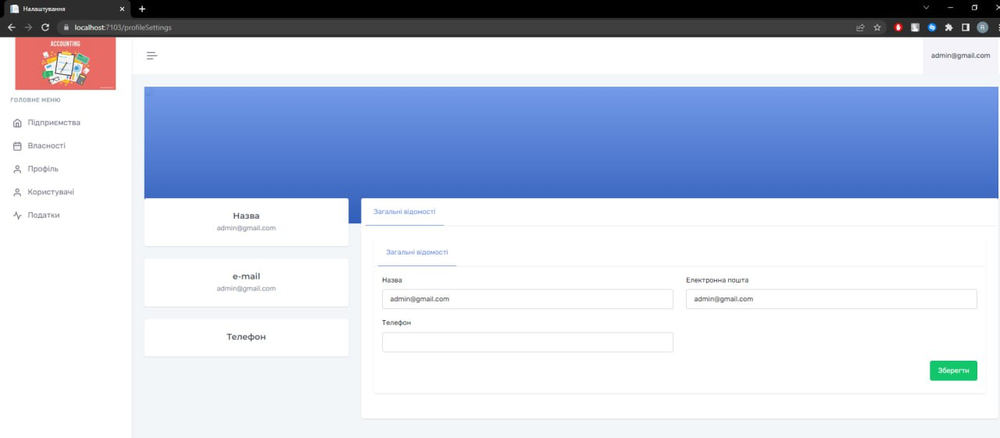 Налаштування
localhost:7103/profileSettings
R
ACCOUNTING
admin@gmail.com
ГОЛОВНЕ МЕНЮ
Підприємства
Власності
Профіль
Користувачі
Податки
Назва
admin@gmail.com
e-mail
admin@gmail.com
Телефон
Загальні відомості
Загальні відомості
Назва
Електронна пошта
admin@gmail.com
admin@gmail.com
Телефон
Зберегти